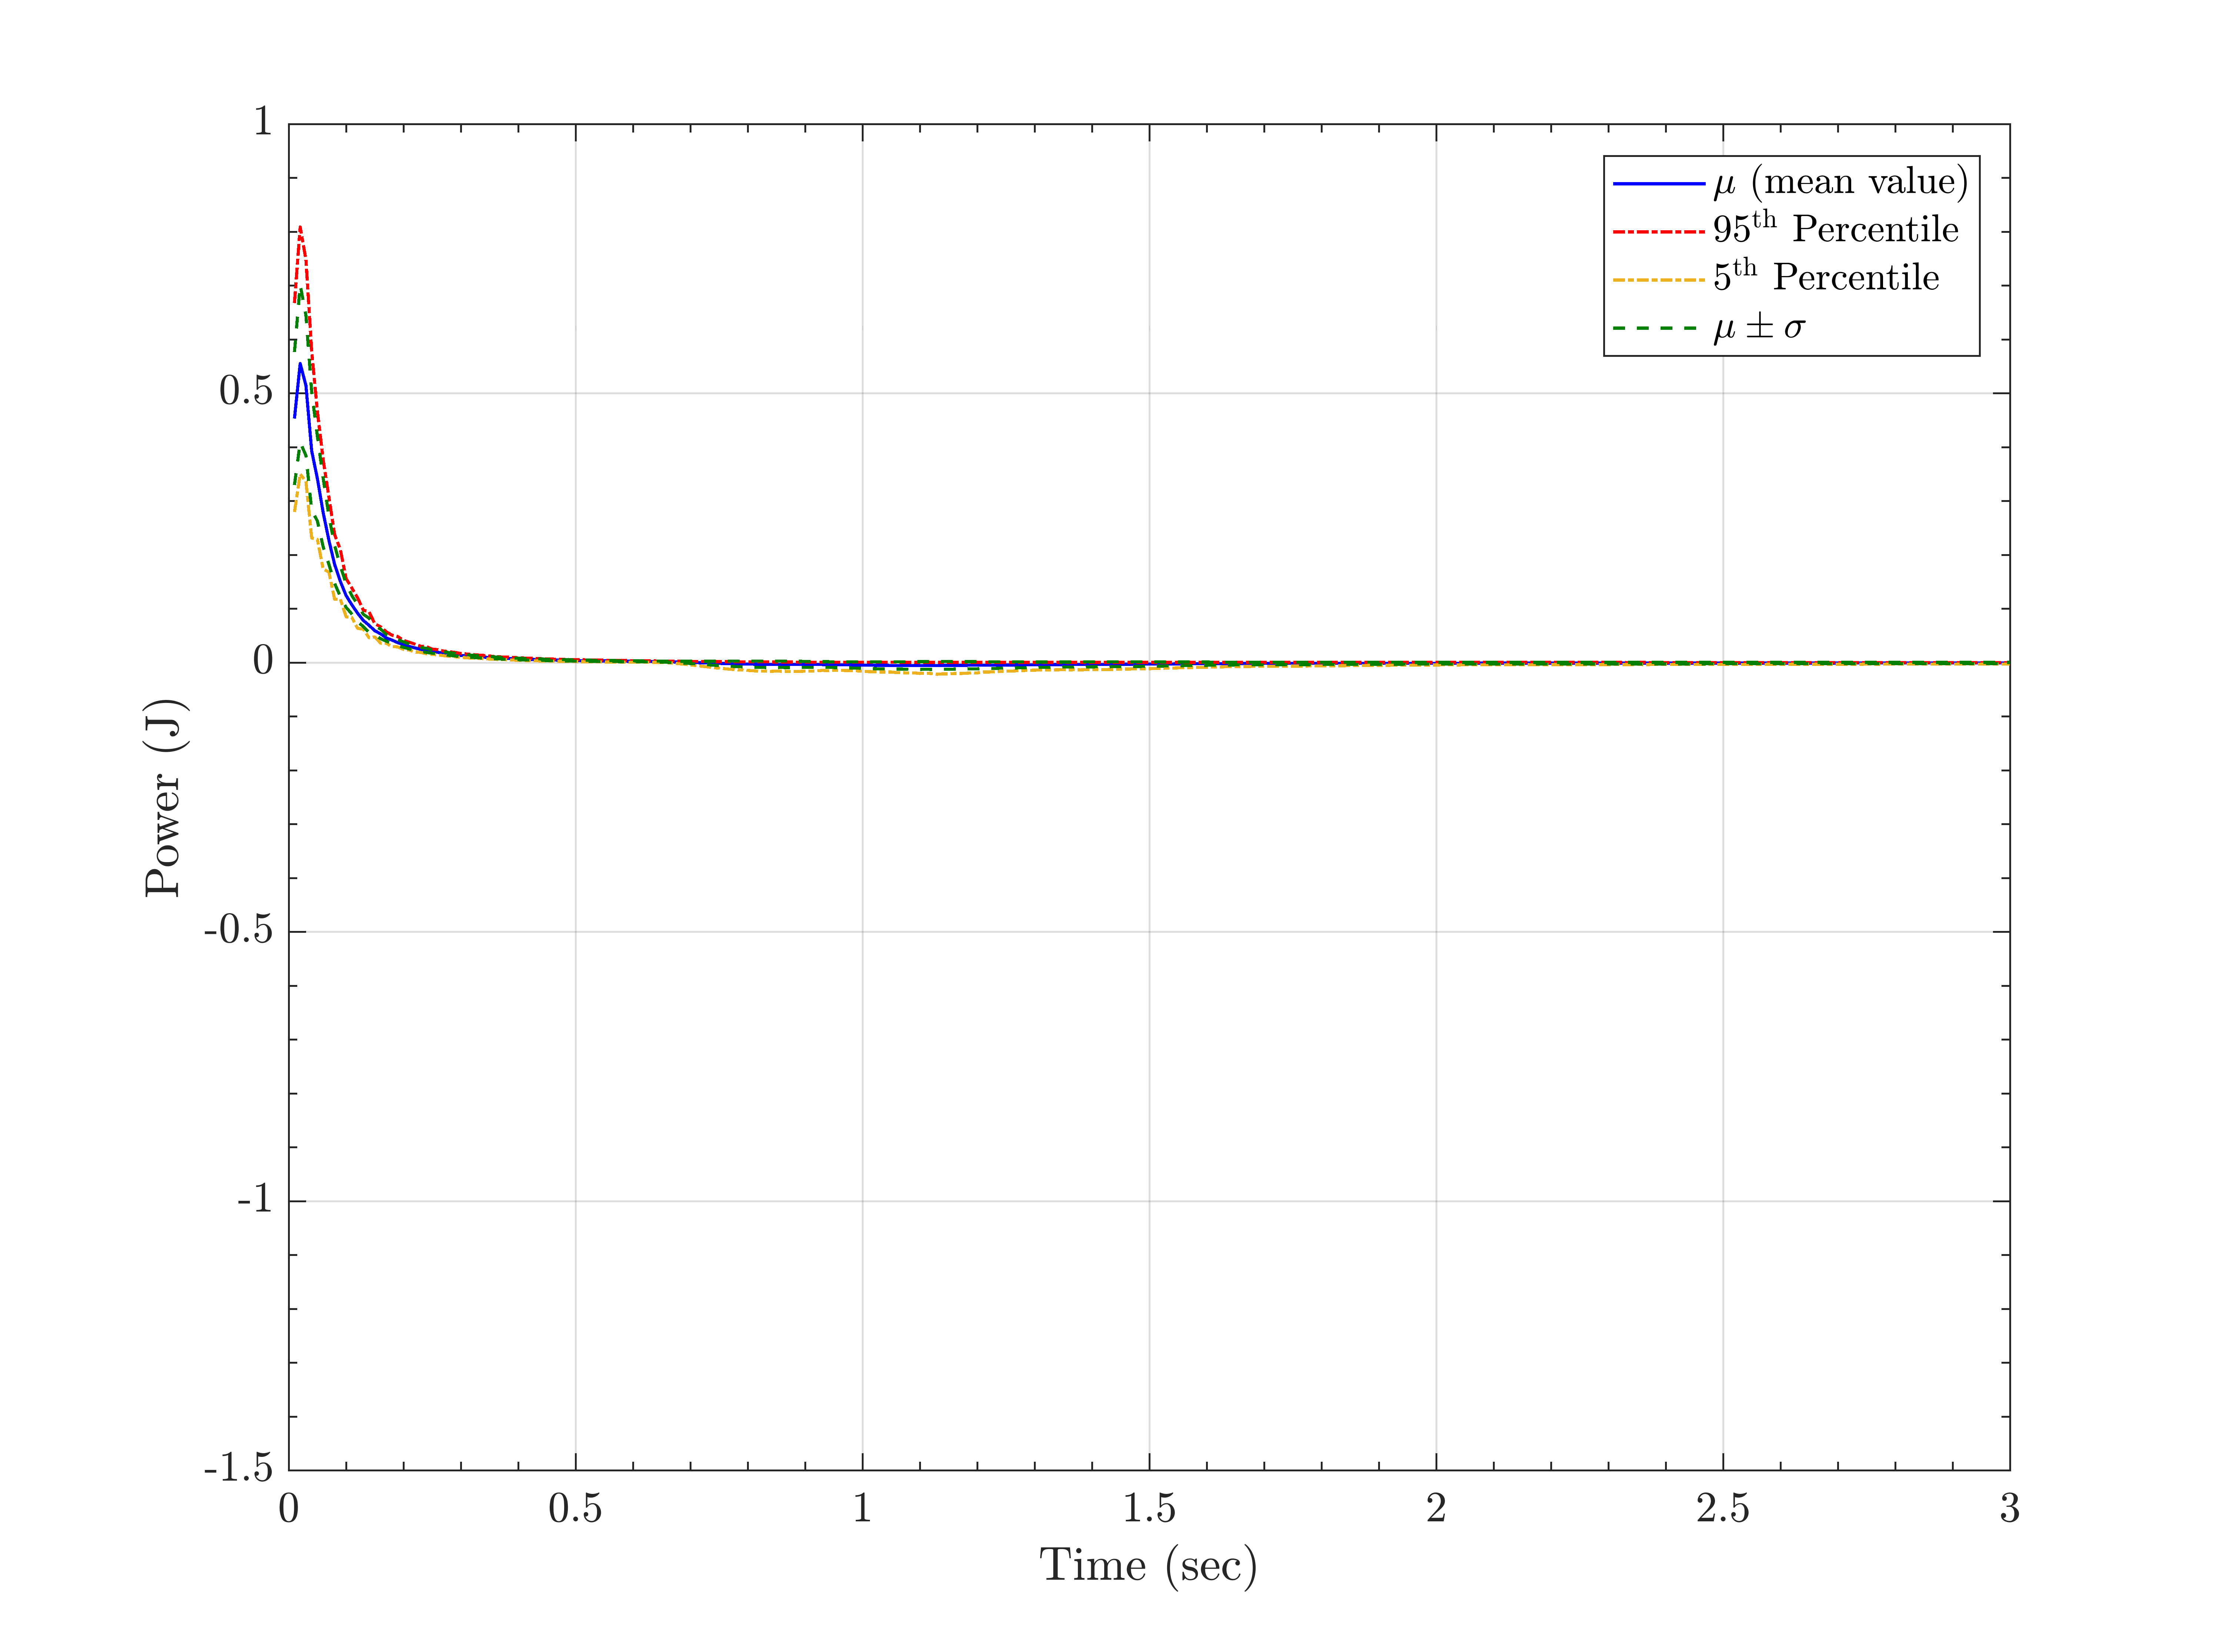 1
0.5
0
-0.5
-1
-1.5
Power (J)
μ (mean value)
95th Percentile
5th Percentile
μ ± σ
0 0.5 1 1.5 2 2.5 3
Time (sec)